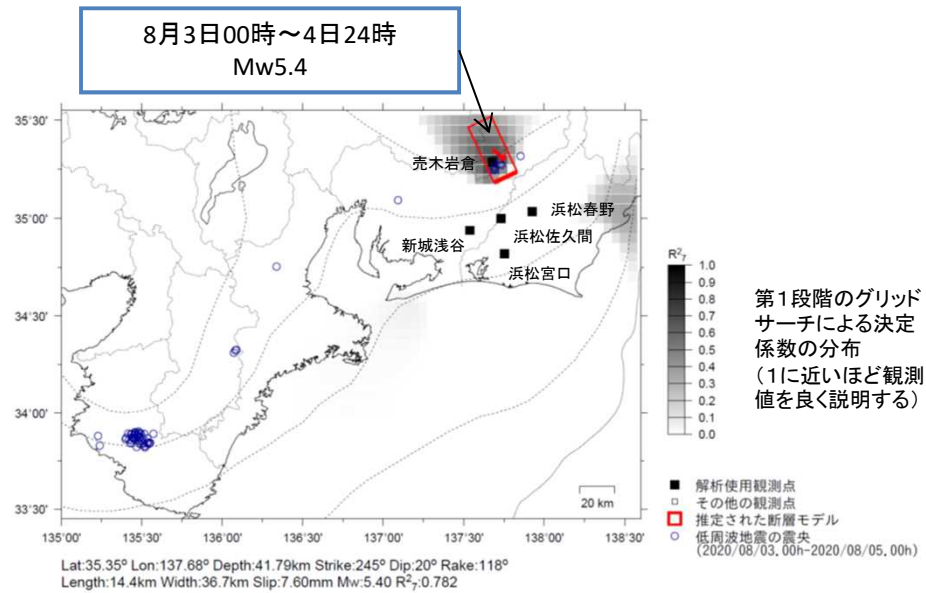 8月3日00時～4日24時
Mw5.4
35°30'
35°00'
34°30'
34°00'
33°30'
135°00'
135°30'
136°00'
136°30'
137°00'
137°30'
138°00'
138°30'
売木岩倉
浜松春野
浜松佐久間
新城浅谷
浜松宮口
20 km
R²₇
1.0
0.9
0.8
0.7
0.6
0.5
0.4
0.3
0.2
0.1
0.0
第1段階のグリッド
サーチによる決定
係数の分布
（1に近いほど観測
値を良く説明する）
解析使用観測点
その他の観測点
推定された断層モデル
低周波地震の震央
(2020/08/03.00h-2020/08/05.00h)
Lat:35.35° Lon:137.68° Depth:41.79km Strike:245° Dip:20° Rake:118°
Length:14.4km Width:36.7km Slip:7.60mm Mw:5.40 R²₇:0.782